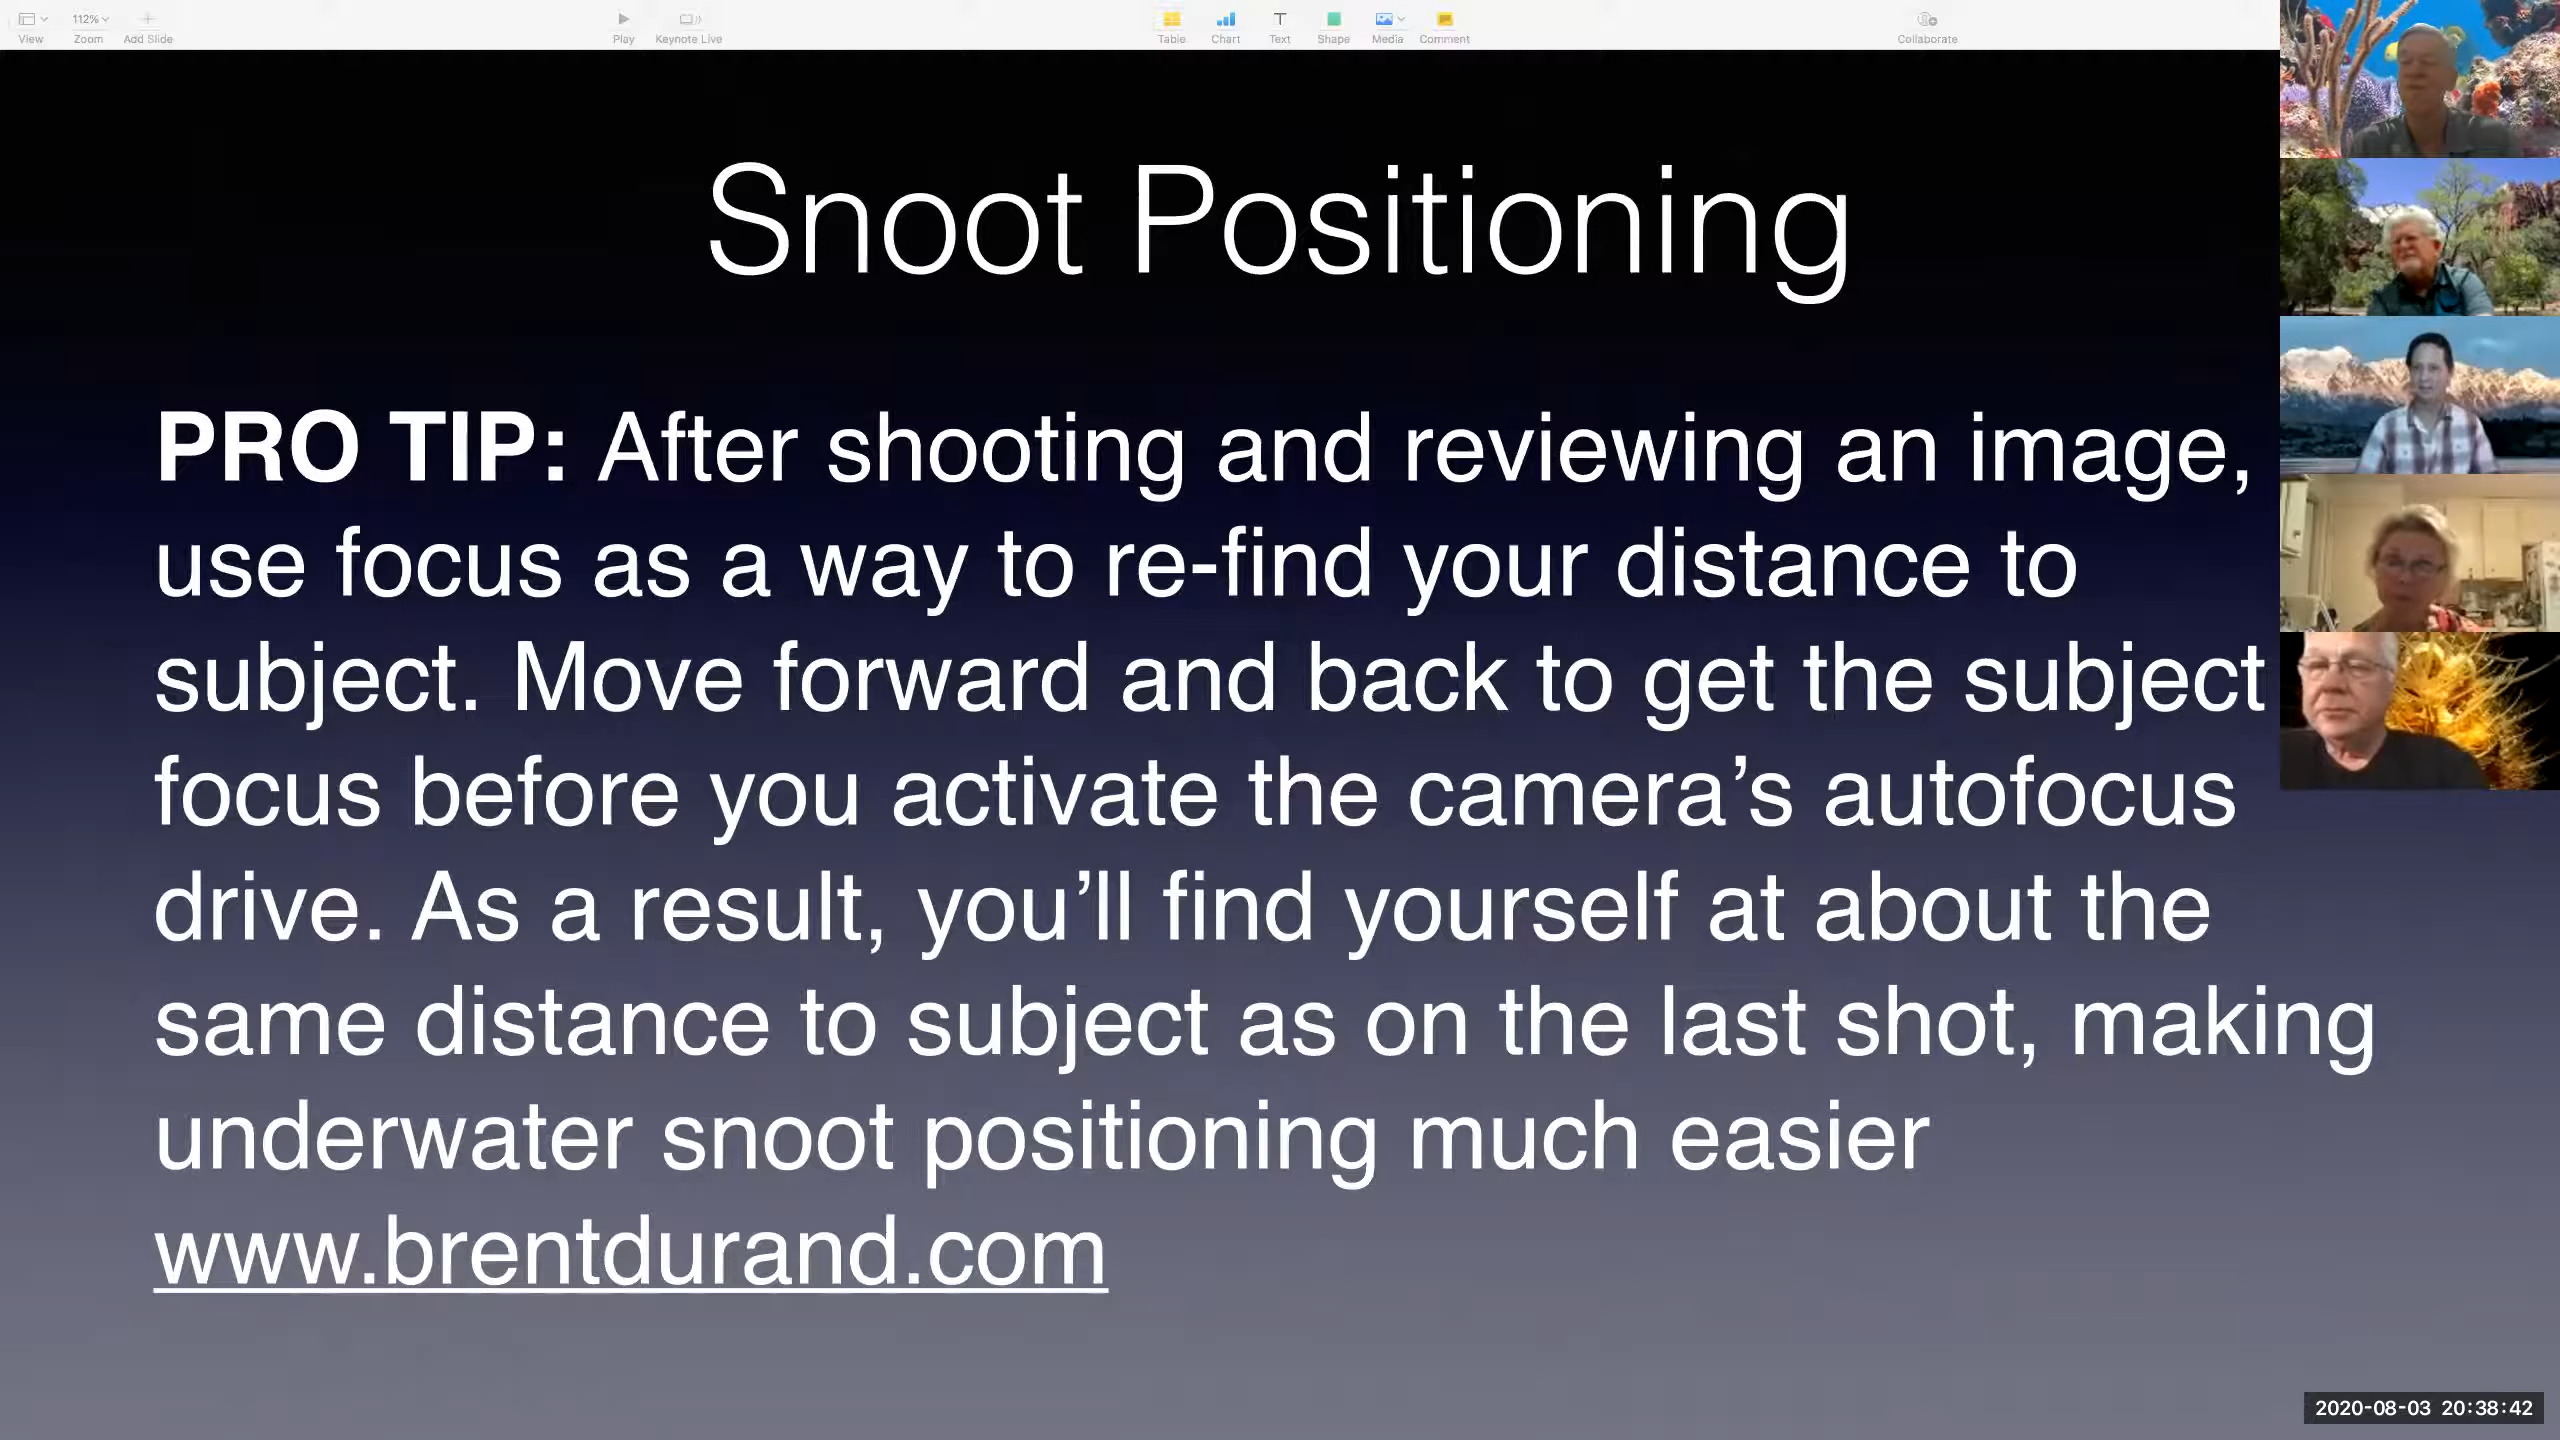 112%
View
Zoom
Add Slide
Play
Keynote Live
Table
Chart
Text
Shape
Media
Comment
Collaborate
Snoot Positioning
PRO TIP: After shooting and reviewing an image,
use focus as a way to re-find your distance to
subject. Move forward and back to get the subject
focus before you activate the camera’s autofocus
drive. As a result, you’ll find yourself at about the
same distance to subject as on the last shot, making
underwater snoot positioning much easier
www.brentdurand.com
2020-08-03 20:38:42